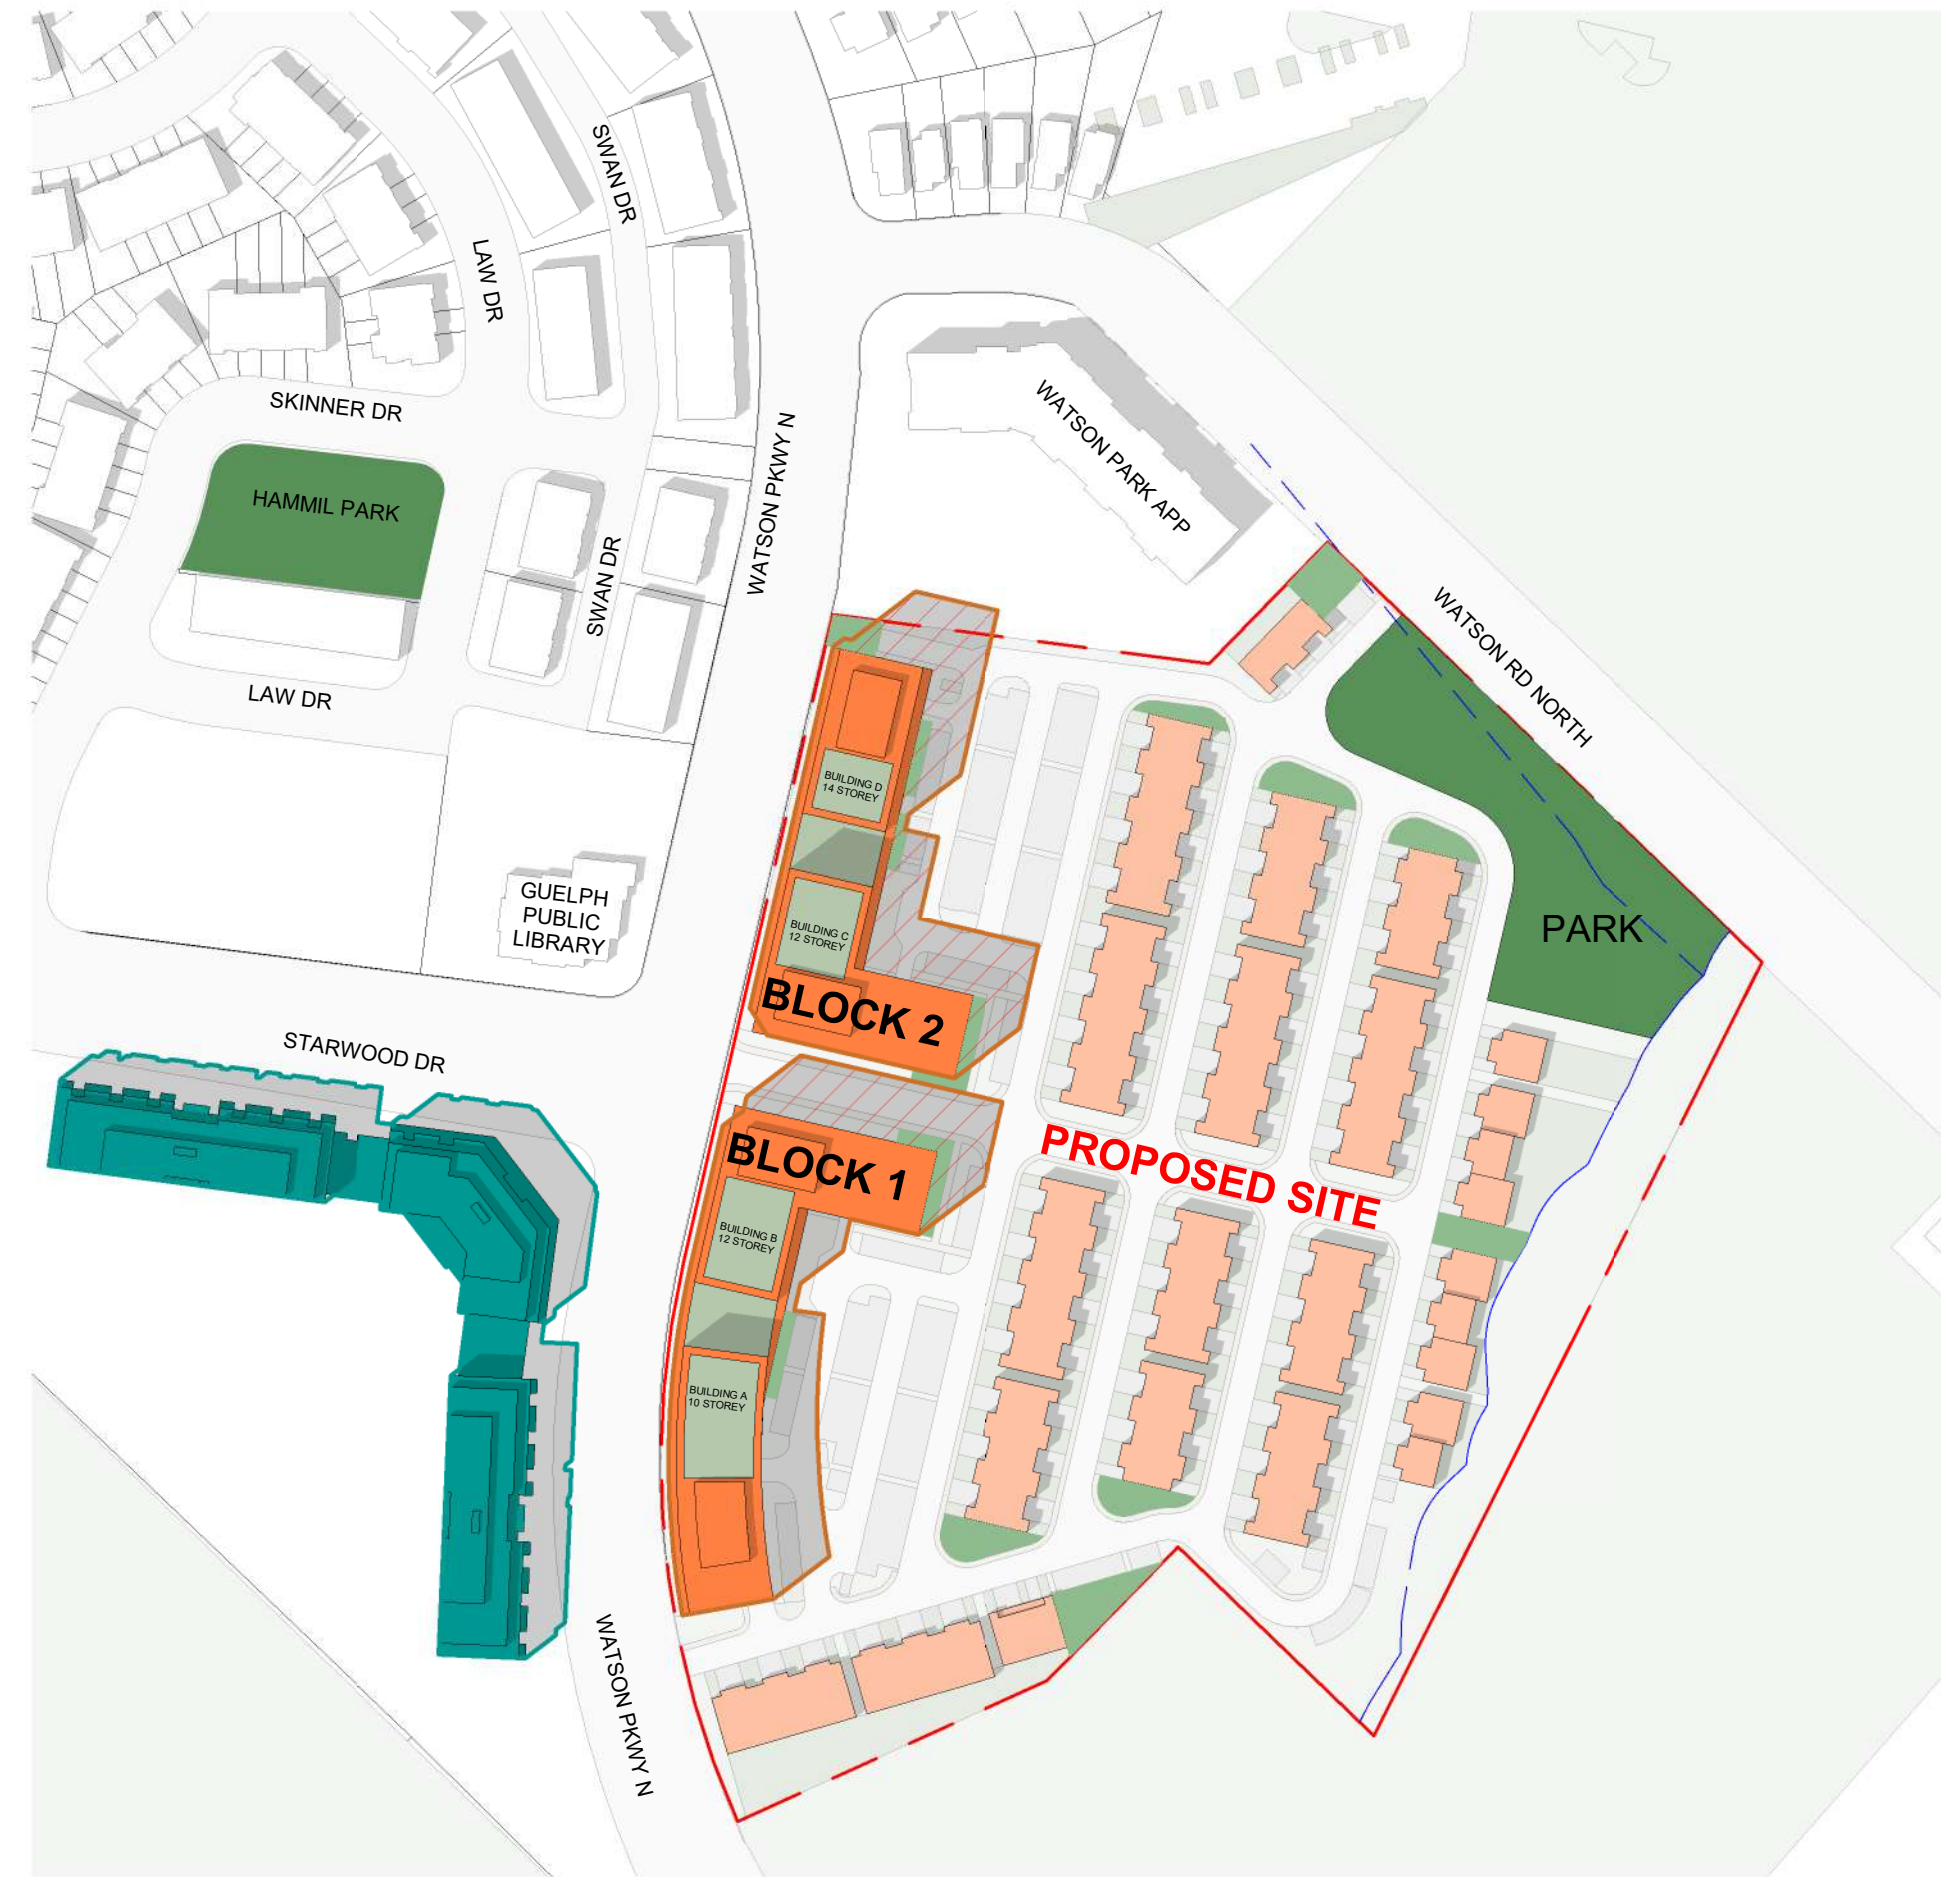 SWAN DR
LAW DR
SKINNER DR
WATSON PARK APP
WATSON PKWY N
HAMMIL PARK
SWAN DR
WATSON RD NORTH
LAW DR
BUILDING D
14 STOREY
GUELPH
PUBLIC
LIBRARY
BUILDING C
12 STOREY
PARK
BLOCK 2
STARWOOD DR
BLOCK 1
PROPOSED SITE
BUILDING B
12 STOREY
BUILDING A
10 STOREY
WATSON PKWY N